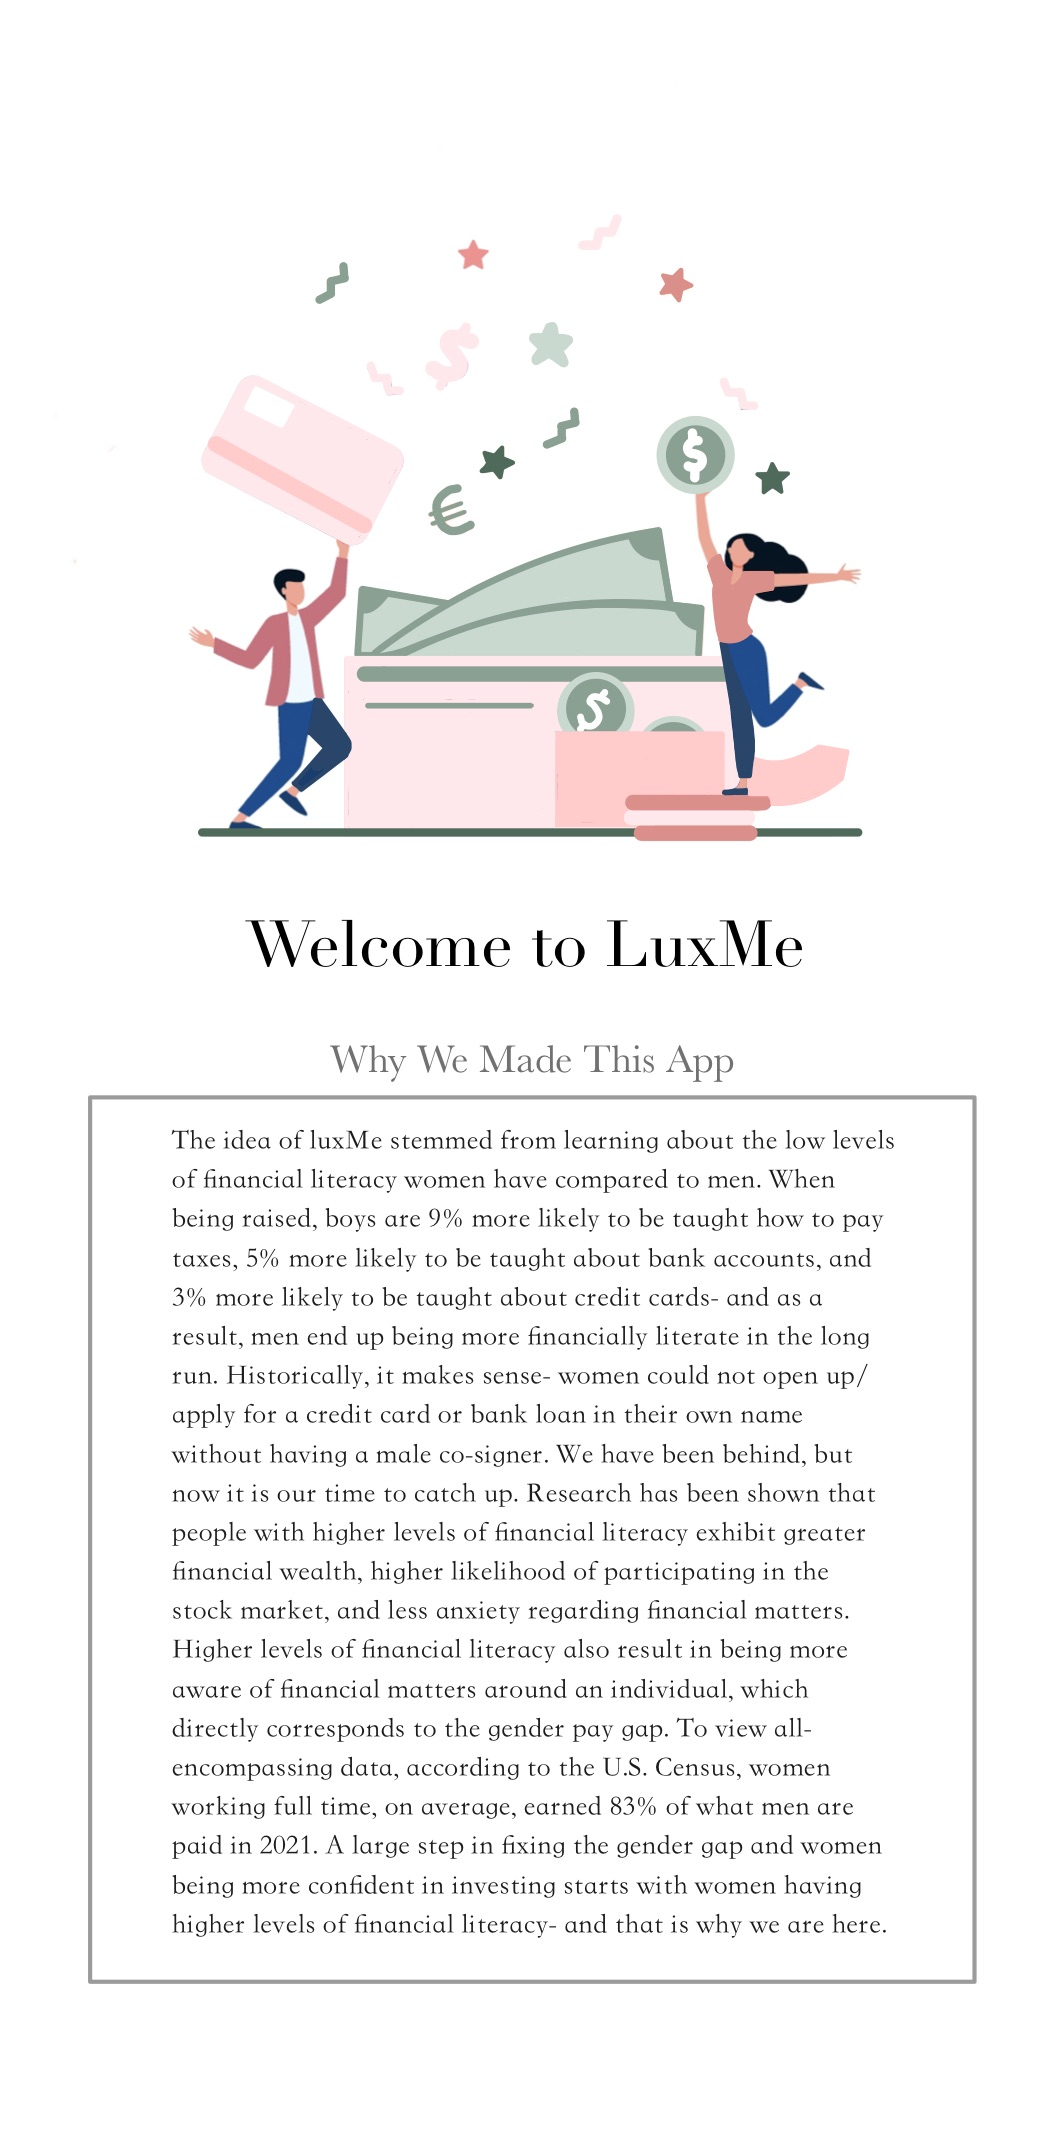 $
$
€
$
Welcome to LuxMe
Why We Made This App
The idea of luxMe stemmed from learning about the low levels
of financial literacy women have compared to men. When
being raised, boys are 9% more likely to be taught how to pay
taxes, 5% more likely to be taught about bank accounts, and
3% more likely to be taught about credit cards- and as a
result, men end up being more financially literate in the long
run. Historically, it makes sense- women could not open up/
apply for a credit card or bank loan in their own name
without having a male co-signer. We have been behind, but
now it is our time to catch up. Research has been shown that
people with higher levels of financial literacy exhibit greater
financial wealth, higher likelihood of participating in the
stock market, and less anxiety regarding financial matters.
Higher levels of financial literacy also result in being more
aware of financial matters around an individual, which
directly corresponds to the gender pay gap. To view all-
encompassing data, according to the U.S. Census, women
working full time, on average, earned 83% of what men are
paid in 2021. A large step in fixing the gender gap and women
being more confident in investing starts with women having
higher levels of financial literacy- and that is why we are here.